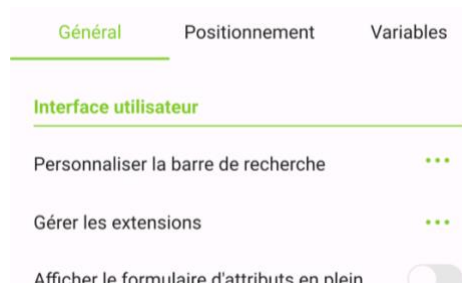 Général Positionnement Variables
Interface utilisateur
Personnaliser la barre de recherche
Gérer les extensions
Afficher le formulaire d'attributs en plein